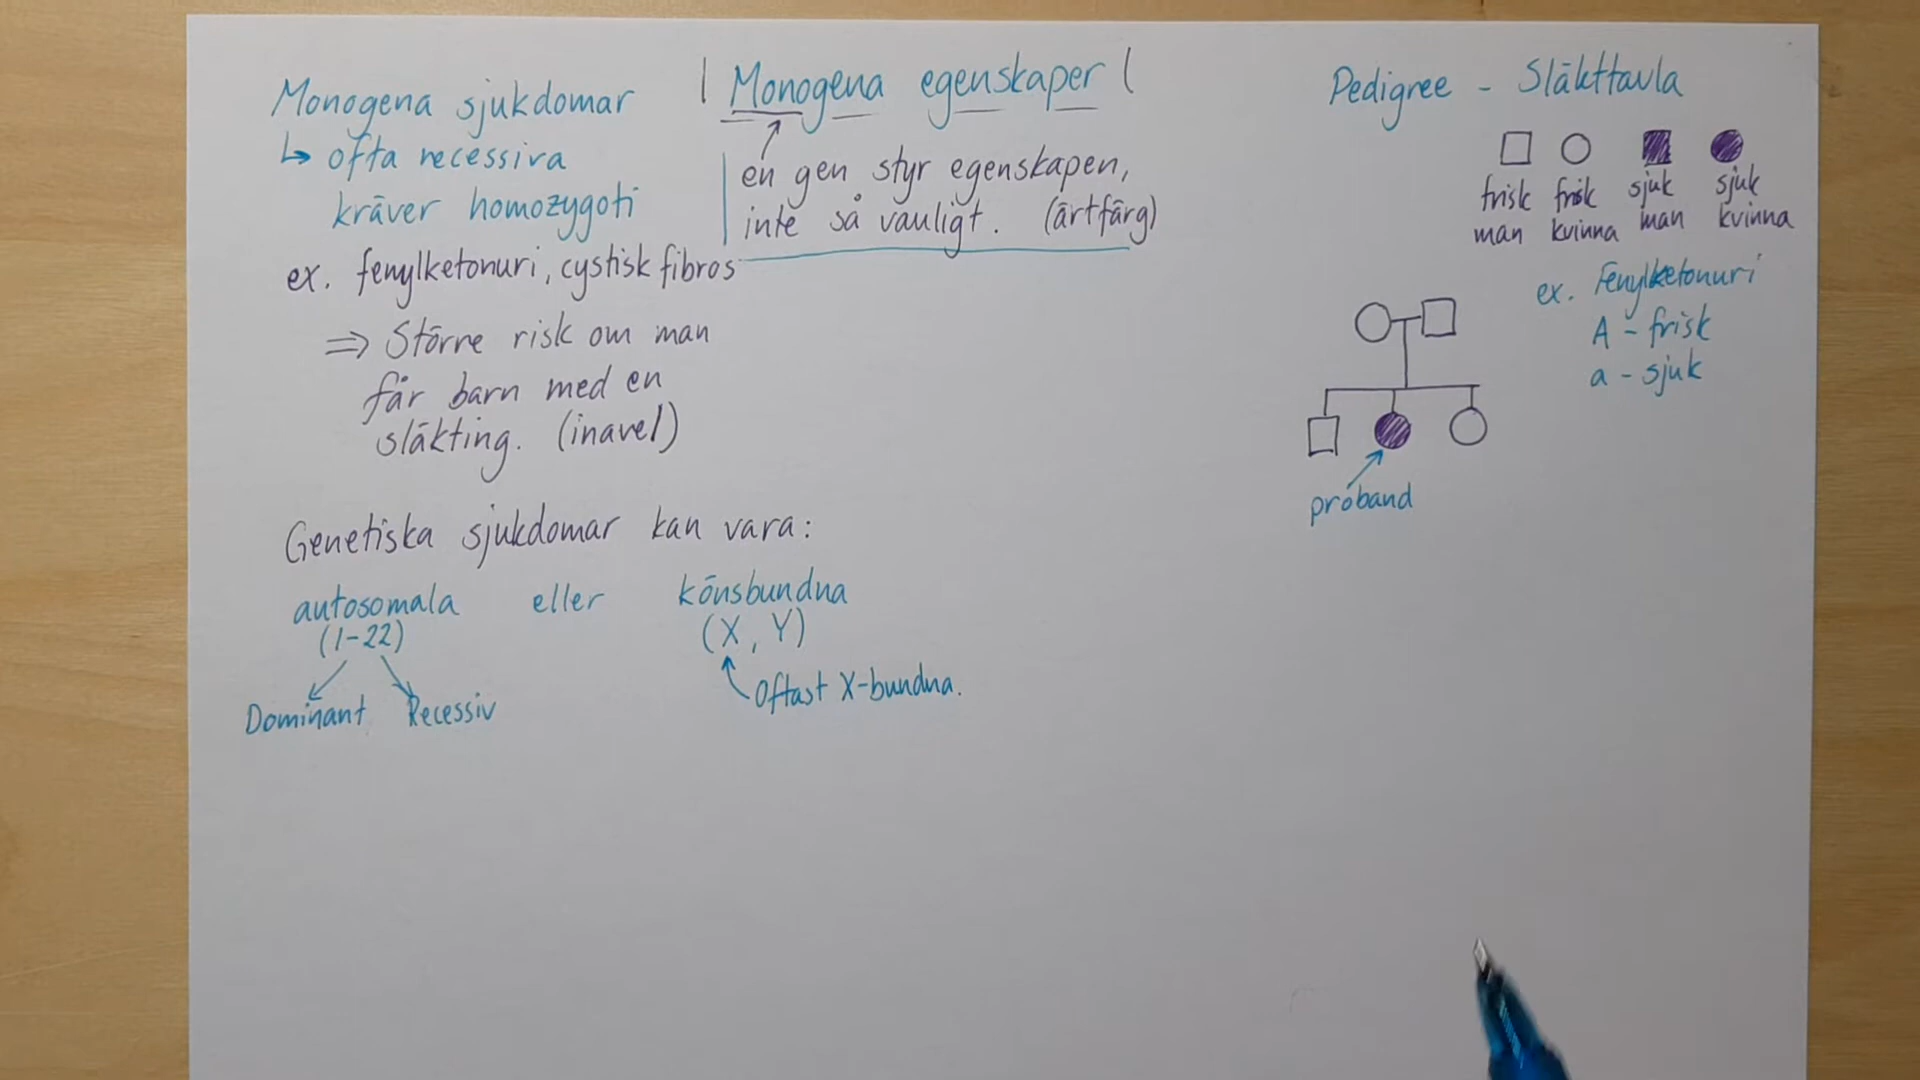 Monogena egenskaper
en gen styr egenskapen,
inte så vanligt. (ärtfärg)
Monogena sjukdomar
↳ ofta recessiva
kräver homozygoti
ex. fenylketonuri, cystisk fibros
⇒ Större risk om man
får barn med en
släkting. (inavel)
Genetiska sjukdomar kan vara:
autosomala eller könsbundna
(1-22) (X, Y)
Oftast X-bundna.
Dominant Recessiv
Pedigree - Släkttavla
frisk frisk sjuk sjuk
man kvinna man kvinna
ex. Fenylketonuri
A - frisk
a - sjuk
proband